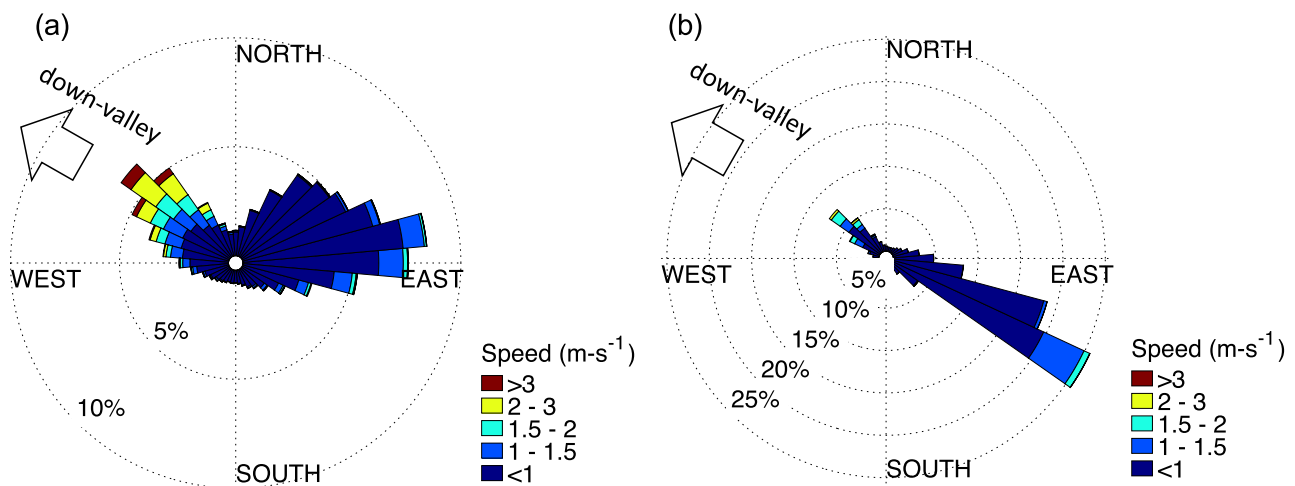 (a)
NORTH
down-valley
WEST
EAST
5%
10%
SOUTH
Speed (m-s⁻¹)
>3
2 - 3
1.5 - 2
1 - 1.5
<1
(b)
NORTH
down-valley
WEST
EAST
5%
10%
15%
20%
25%
SOUTH
Speed (m-s⁻¹)
>3
2 - 3
1.5 - 2
1 - 1.5
<1